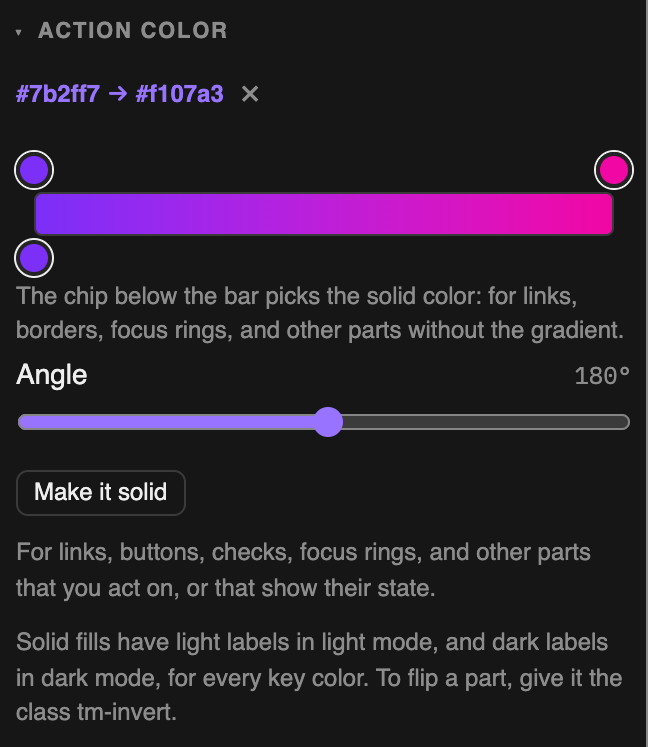 ACTION COLOR
#7b2ff7 → #f107a3 ✕
The chip below the bar picks the solid color: for links,
borders, focus rings, and other parts without the gradient.
Angle 180°
Make it solid
For links, buttons, checks, focus rings, and other parts
that you act on, or that show their state.
Solid fills have light labels in light mode, and dark labels
in dark mode, for every key color. To flip a part, give it the
class tm-invert.